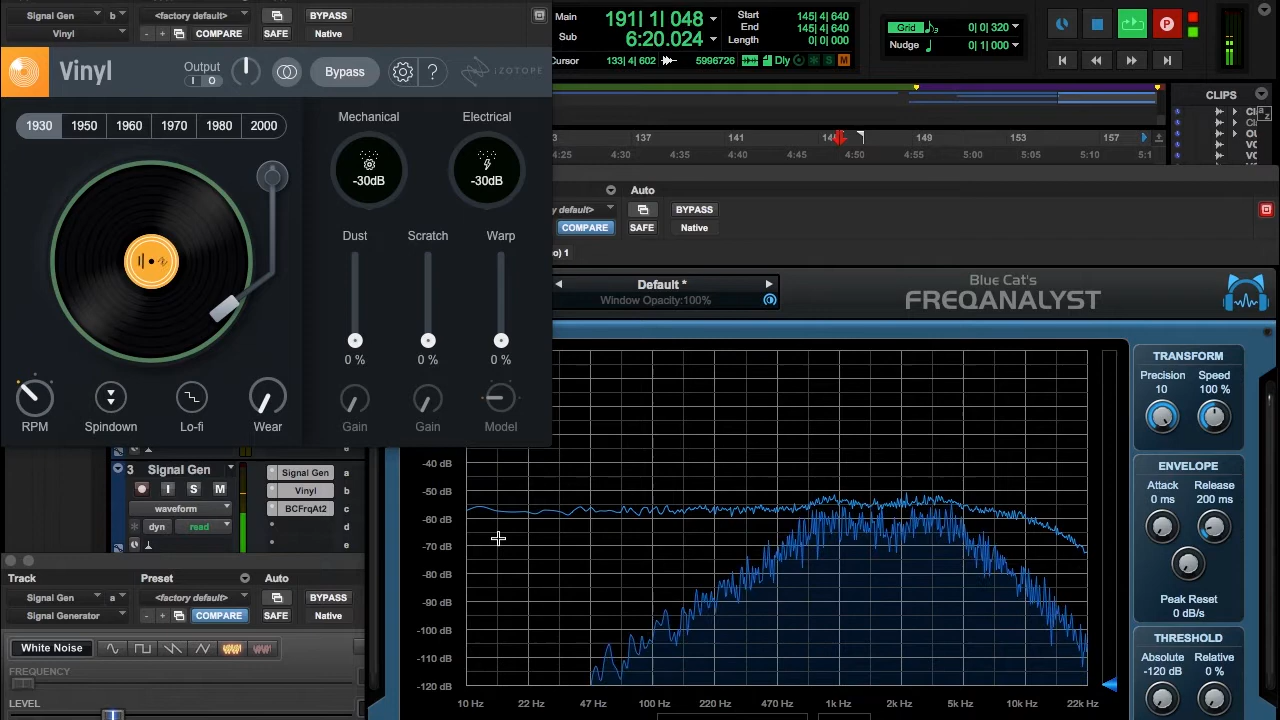 Signal Gen b <factory default> BYPASS
Vinyl - + COMPARE SAFE Native
Vinyl Output I O Bypass ? iZOTOPE
1930 1950 1960 1970 1980 2000
Mechanical Electrical
-30dB -30dB
Dust Scratch Warp
0 % 0 % 0 %
RPM Spindown Lo-fi Wear Gain Gain Model
Main 191| 1| 048
Sub 6:20.024
Start 145| 4| 640
End 145| 4| 640
Length 0| 0| 000
Cursor 133| 4| 602 5996726 Dly S M
Grid 0| 0| 320
Nudge 0| 1| 000
P
CLIPS
137 141 149 153 157
4:25 4:30 4:35 4:40 4:45 4:50 4:55 5:00 5:05 5:1
Auto
default> BYPASS
COMPARE SAFE Native
Default *
Window Opacity:100%
Blue Cat's
FREQANALYST
TRANSFORM
Precision Speed
10 100 %
ENVELOPE
Attack Release
0 ms 200 ms
Peak Reset
0 dB/s
THRESHOLD
Absolute Relative
-120 dB 0 %
-40 dB
-50 dB
-60 dB
-70 dB
-80 dB
-90 dB
-100 dB
-110 dB
-120 dB
10 Hz 22 Hz 47 Hz 100 Hz 220 Hz 470 Hz 1k Hz 2k Hz 5k Hz 10k Hz 22k Hz
3 Signal Gen Signal Gen a
I S M Vinyl b
waveform BCFrqAt2 c
dyn read d
e
Track Preset Auto
Signal Gen a <factory default> BYPASS
Signal Generator - + COMPARE SAFE Native
White Noise
FREQUENCY
LEVEL